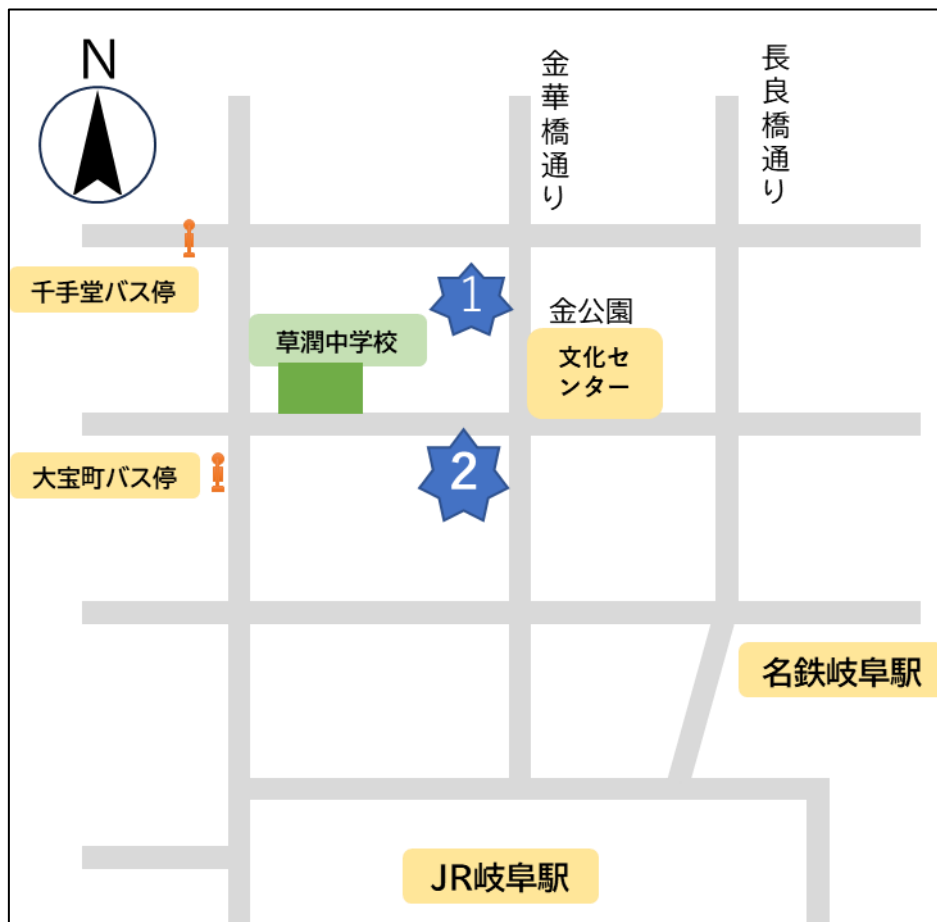 N
金華橋通り
長良橋通り
千手堂バス停
1
金公園
草潤中学校
文化セ
ンター
大宝町バス停
2
名鉄岐阜駅
JR岐阜駅